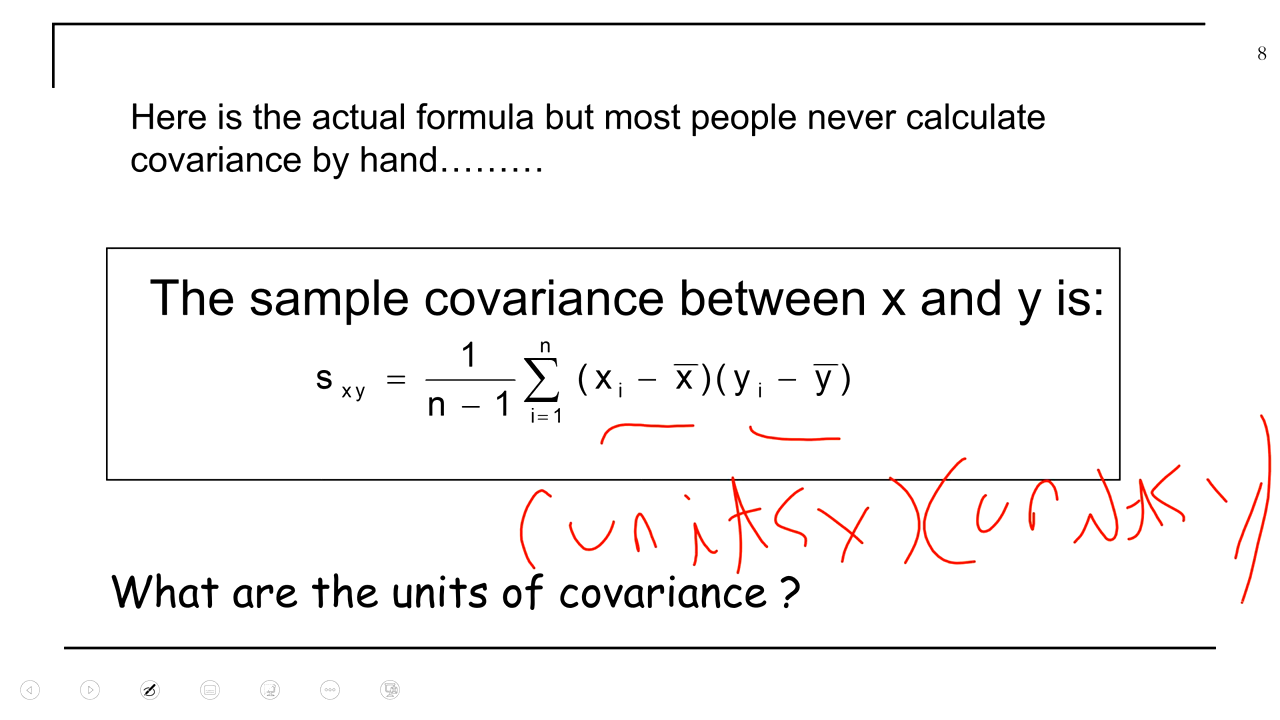 8
Here is the actual formula but most people never calculate
covariance by hand………
The sample covariance between x and y is:
s_xy = 1/(n − 1) ∑_{i=1}^{n} (x_i − x̅)(y_i − y̅)
(units x)(units y)
What are the units of covariance ?